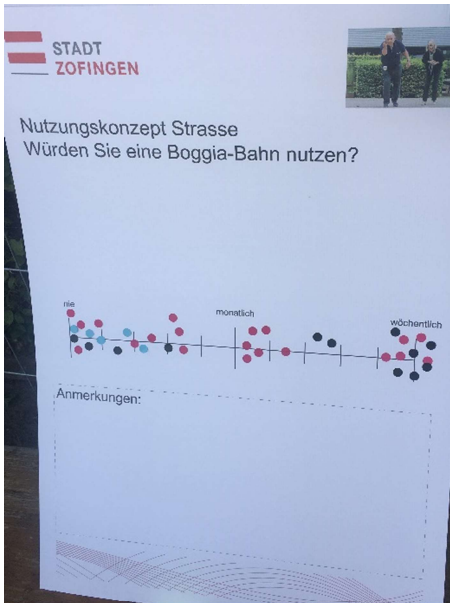 STADT
ZOFINGEN
Nutzungskonzept Strasse
Würden Sie eine Boggia-Bahn nutzen?
nie
monatlich
wöchentlich
Anmerkungen: